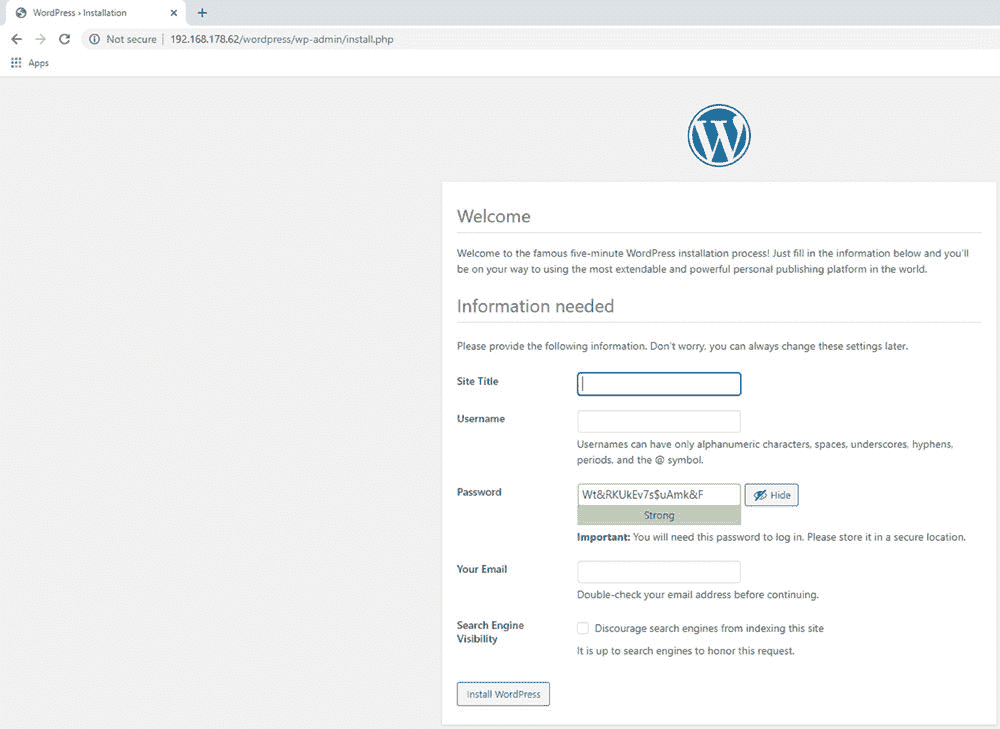 WordPress › Installation
Not secure | 192.168.178.62/wordpress/wp-admin/install.php
Apps
W
Welcome
Welcome to the famous five-minute WordPress installation process! Just fill in the information below and you'll
be on your way to using the most extendable and powerful personal publishing platform in the world.
Information needed
Please provide the following information. Don't worry, you can always change these settings later.
Site Title
Username
Usernames can have only alphanumeric characters, spaces, underscores, hyphens,
periods, and the @ symbol.
Password Wt&RKUkEv7s$uAmk&F Hide
Strong
Important: You will need this password to log in. Please store it in a secure location.
Your Email
Double-check your email address before continuing.
Search Engine
Visibility
Discourage search engines from indexing this site
It is up to search engines to honor this request.
Install WordPress